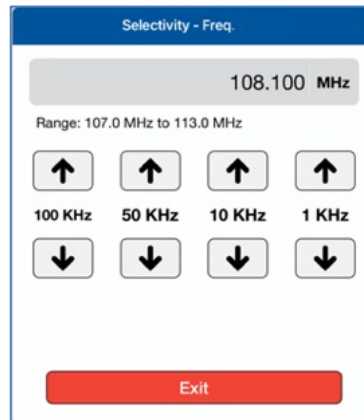 Selectivity - Freq.
108.100 MHz
Range: 107.0 MHz to 113.0 MHz
100 KHz 50 KHz 10 KHz 1 KHz
Exit